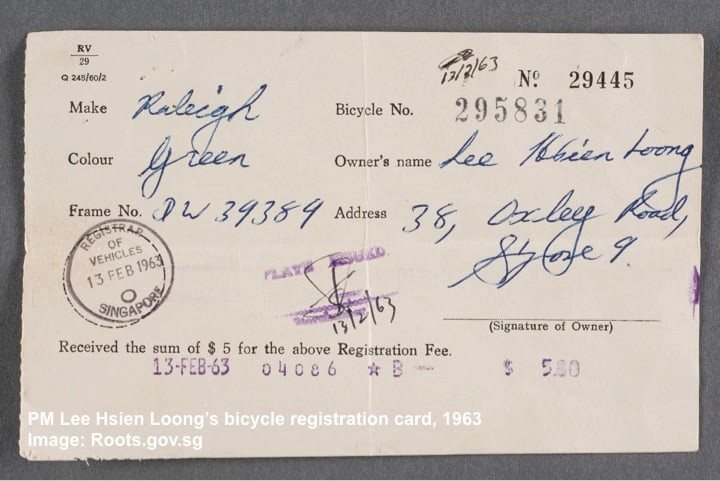 RV
29
Q 245/60/2
13/2/63
No. 29445
Make Raleigh
Bicycle No. 295831
Colour Green
Owner's name Lee Hsien Loong
Frame No. DW 39389
Address 38, Oxley Road,
S'pore 9.
REGISTRAR
OF
VEHICLES
13 FEB 1963
SINGAPORE
13/2/63
(Signature of Owner)
Received the sum of $ 5 for the above Registration Fee.
13-FEB-63 04086 * B — $ 5.00
PM Lee Hsien Loong's bicycle registration card, 1963
Image: Roots.gov.sg